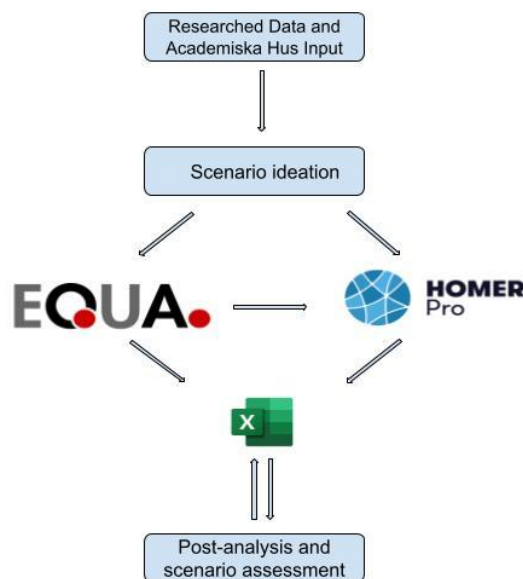 Researched Data and
Academiska Hus Input
Scenario ideation
EQUA.
HOMER
Pro
X
Post-analysis and
scenario assessment